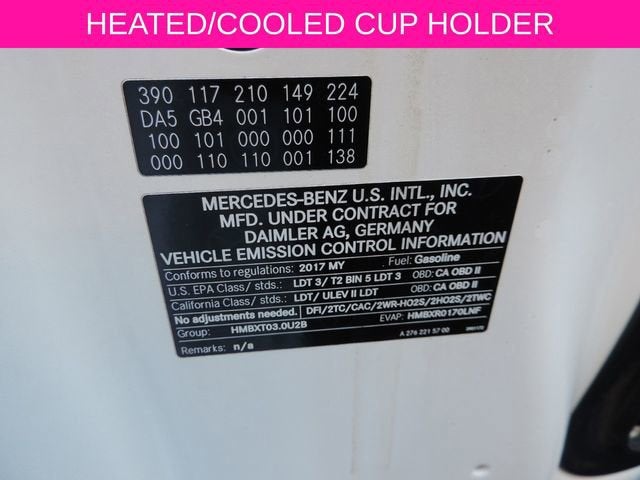 HEATED/COOLED CUP HOLDER
390 117 210 149 224
DA5 GB4 001 101 100
100 101 000 000 111
000 110 110 001 138
MERCEDES-BENZ U.S. INTL., INC.
MFD. UNDER CONTRACT FOR
DAIMLER AG, GERMANY
VEHICLE EMISSION CONTROL INFORMATION
Conforms to regulations: 2017 MY Fuel: Gasoline
U.S. EPA Class/ stds.: LDT 3/ T2 BIN 5 LDT 3 OBD: CA OBD II
California Class/ stds.: LDT/ ULEV II LDT OBD: CA OBD II
No adjustments needed. DFI/2TC/CAC/2WR-HO2S/2HO2S/2TWC
Group: HMBXT03.0U2B EVAP: HMBXR0170LNF
Remarks: n/a A 276 221 57 00